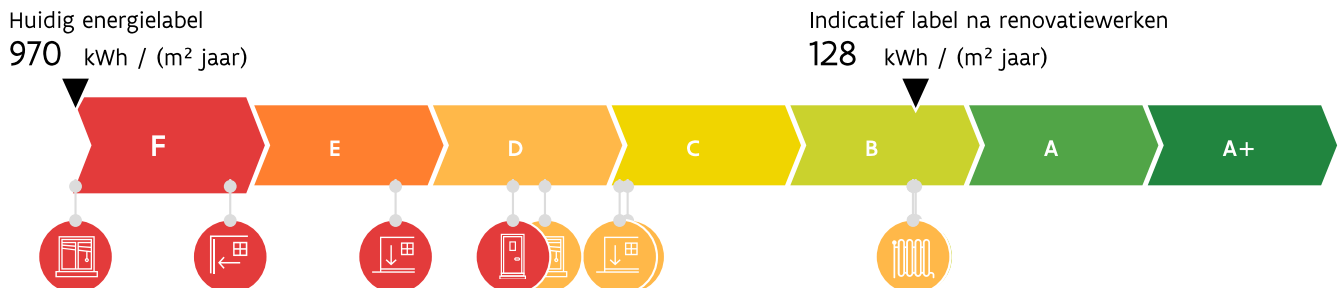 Huidig energielabel
970 kWh / (m² jaar)
Indicatief label na renovatiewerken
128 kWh / (m² jaar)
F E D C B A A+